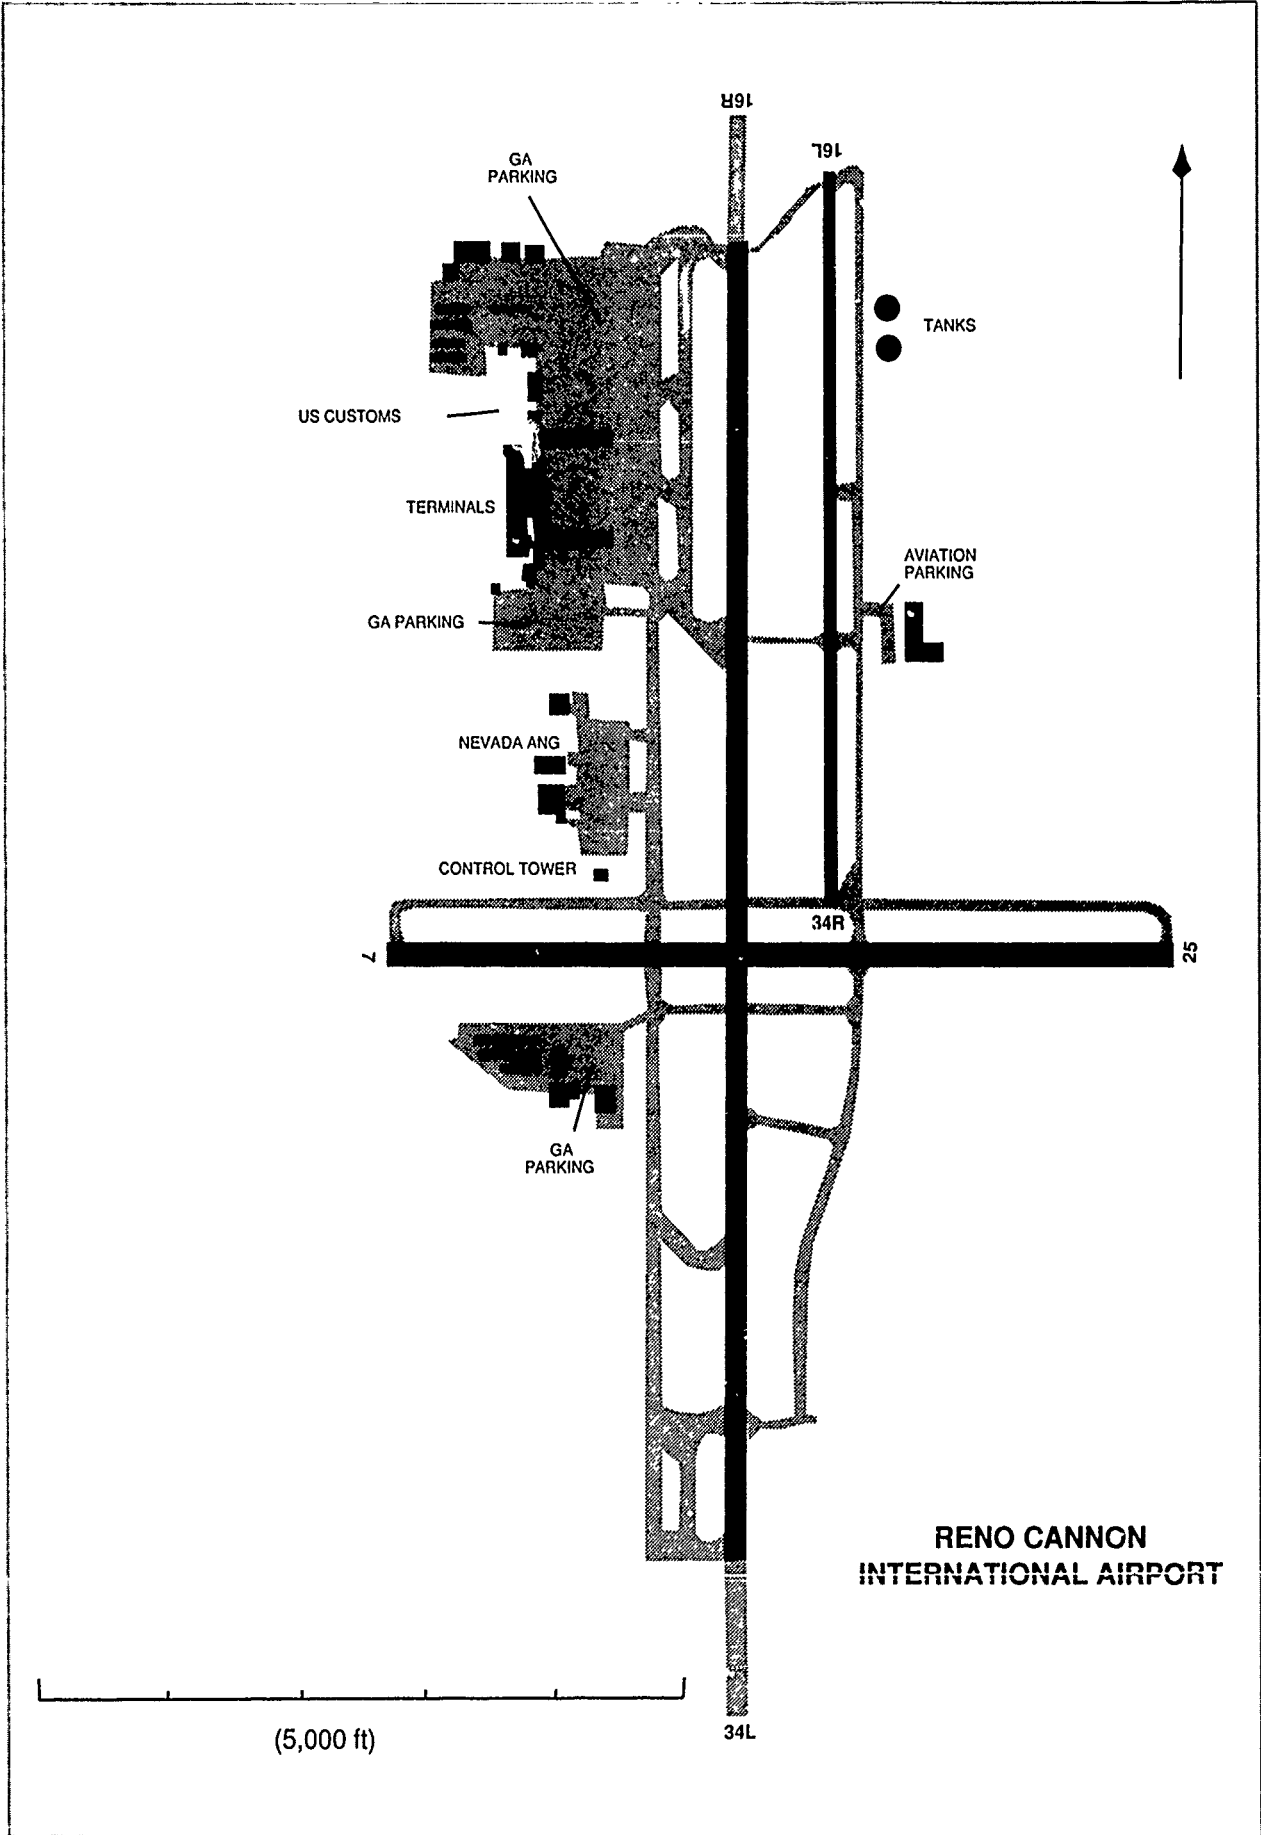 16R
16L
GA
PARKING
TANKS
US CUSTOMS
TERMINALS
AVIATION
PARKING
GA PARKING
NEVADA ANG
CONTROL TOWER
34R
7
25
GA
PARKING
RENO CANNON
INTERNATIONAL AIRPORT
34L
(5,000 ft)